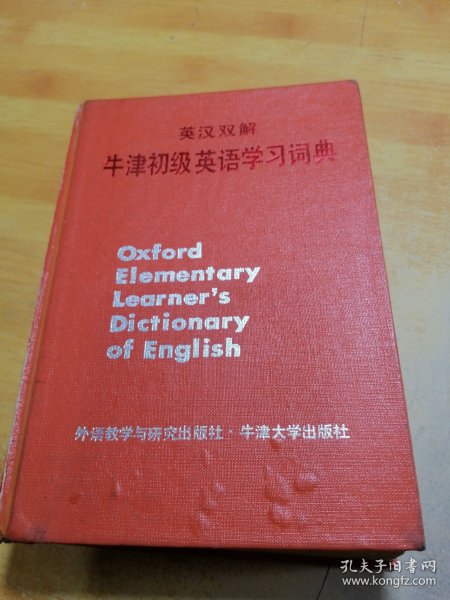 英汉双解
牛津初级英语学习词典
Oxford
Elementary
Learner's
Dictionary
of English
外语教学与研究出版社·牛津大学出版社
孔夫子旧书网
www.kongfz.com